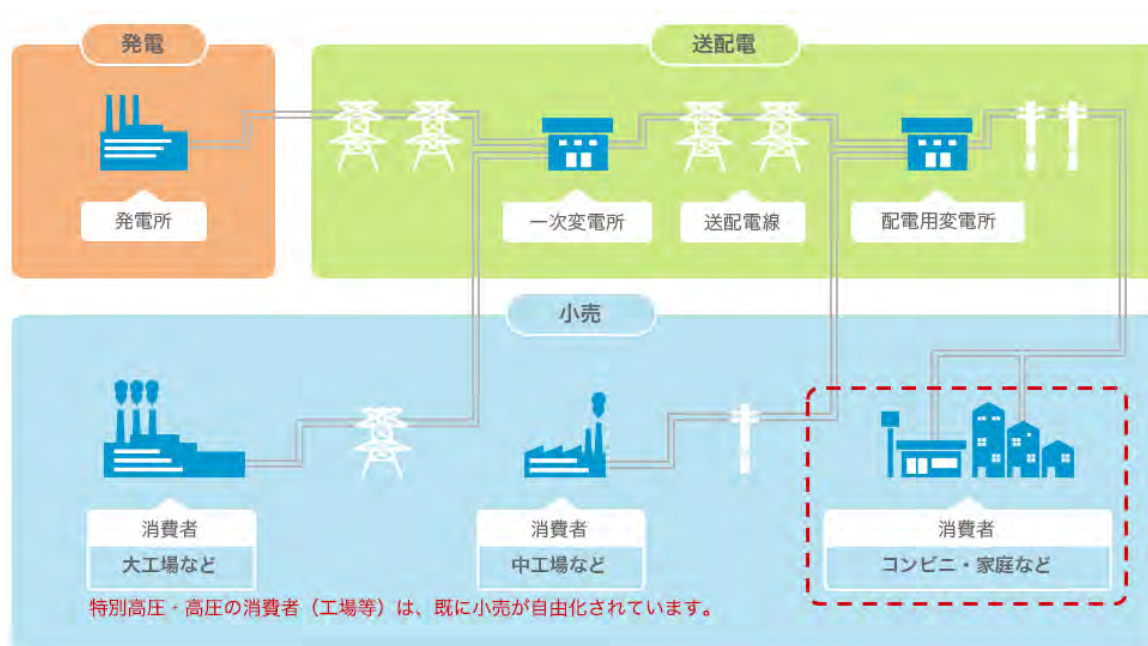 発電
送配電
発電所
一次変電所
送配電線
配電用変電所
小売
消費者
大工場など
消費者
中工場など
消費者
コンビニ・家庭など
特別高圧・高圧の消費者（工場等）は、既に小売が自由化されています。